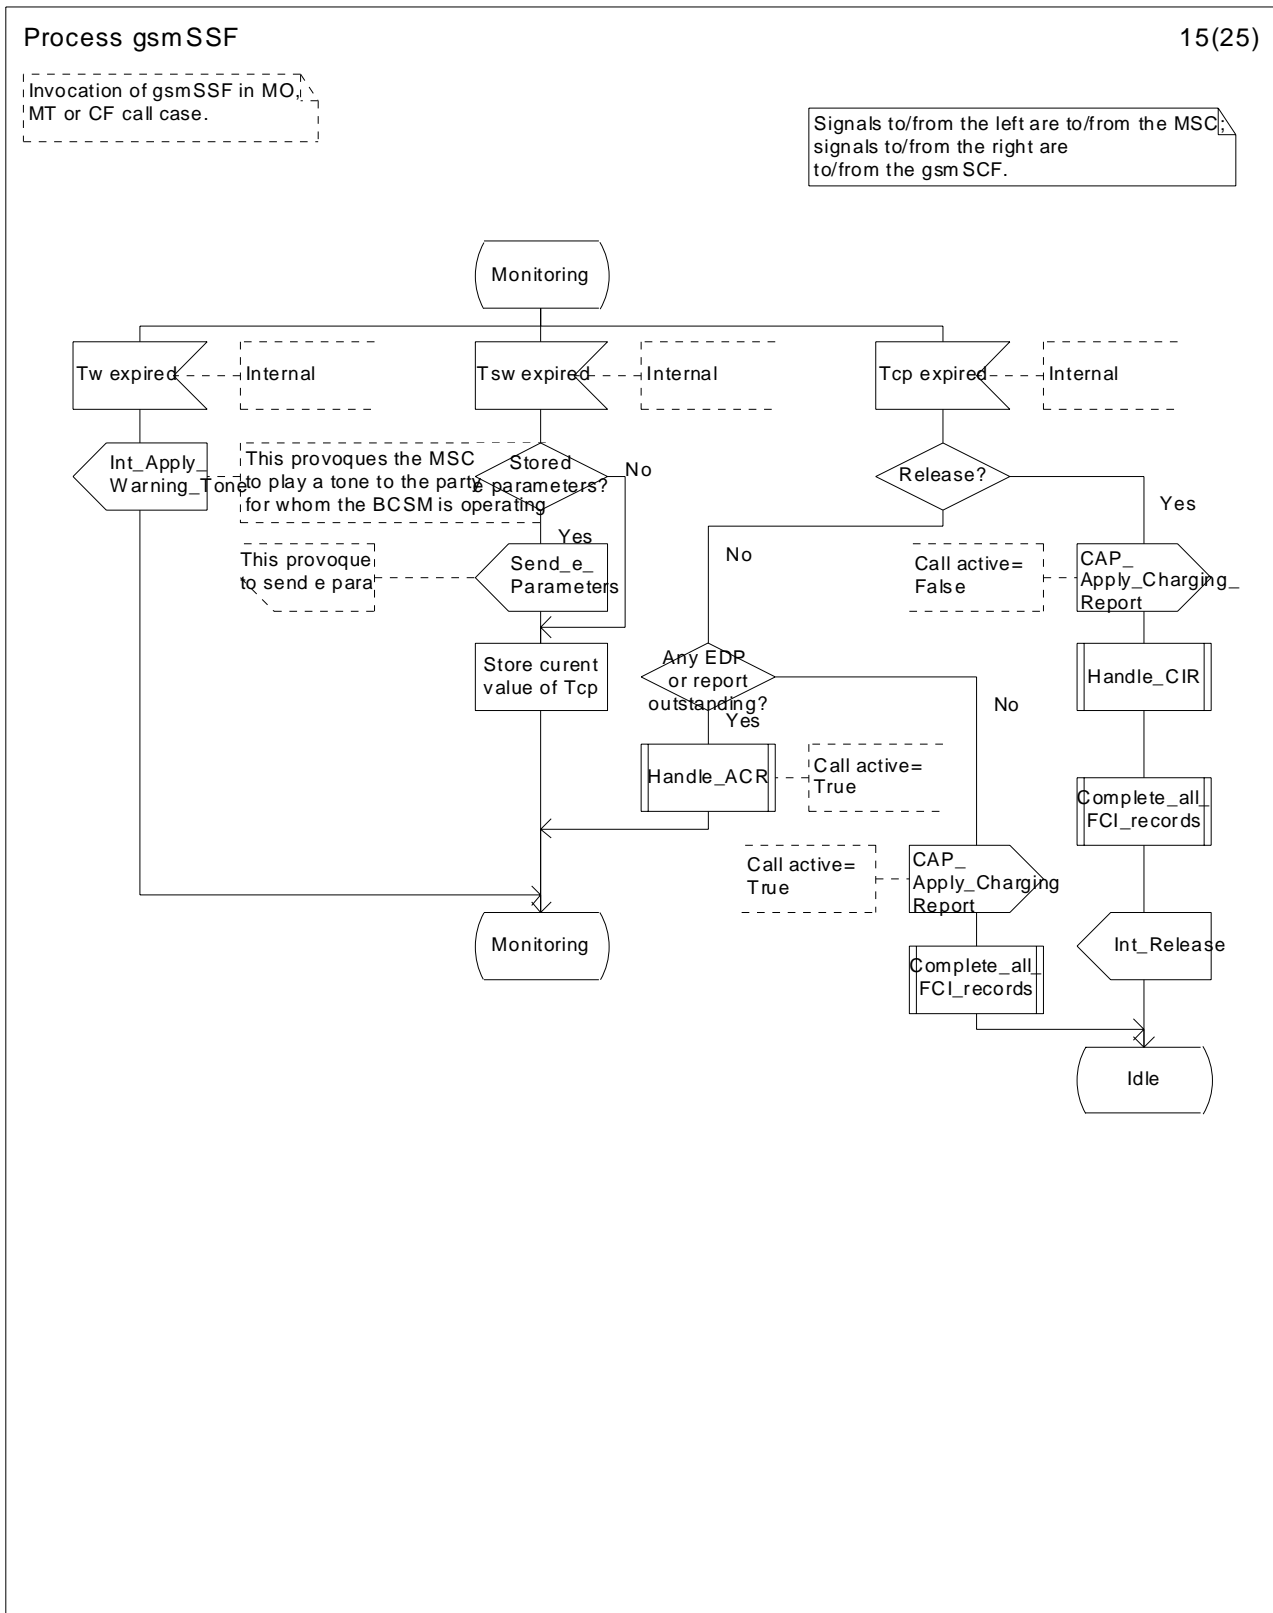 Process gsmSSF
15(25)
Invocation of gsmSSF in MO,
MT or CF call case.
Signals to/from the left are to/from the MSC;
signals to/from the right are
to/from the gsmSCF.
Monitoring
Tw expired
Internal
Tsw expired
Internal
Tcp expired
Internal
Int_Apply_
Warning_Tone
This provoques the MSC
to play a tone to the party
for whom the BCSM is operating
Stored
e parameters?
No
Release?
Yes
Yes
No
This provoque
to send e para
Send_e_
Parameters
Call active=
False
CAP_
Apply_Charging_
Report
Store curent
value of Tcp
Any EDP
or report
outstanding?
Handle_CIR
Yes
No
Handle_ACR
Call active=
True
Complete_all_
FCI_records
Call active=
True
CAP_
Apply_Charging
Report
Monitoring
Int_Release
Complete_all_
FCI_records
Idle